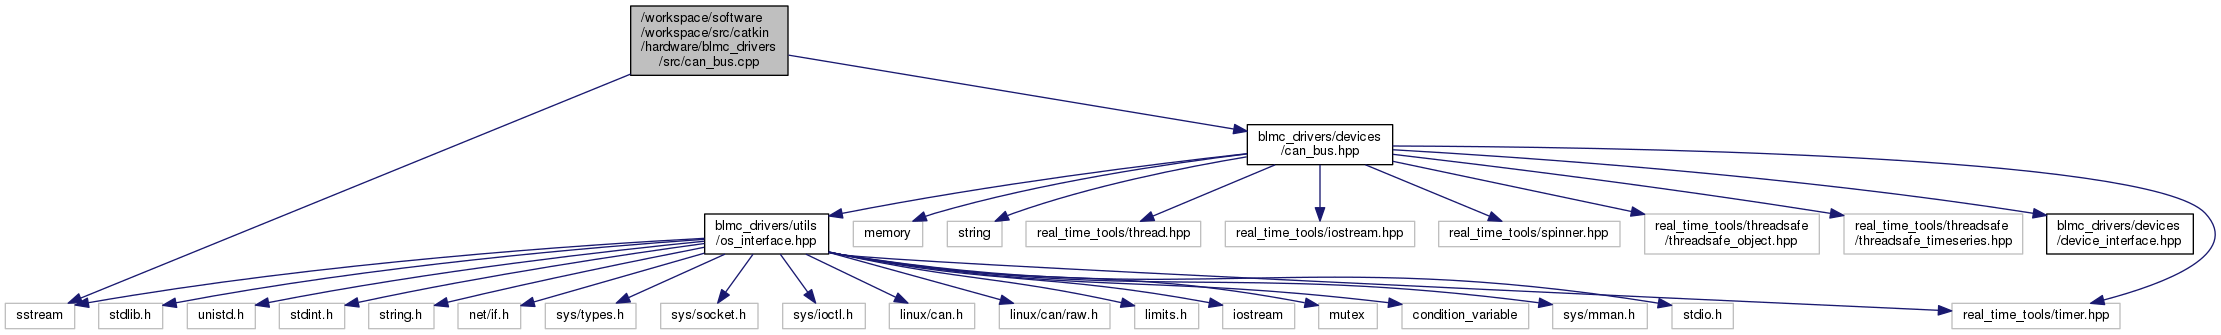 /workspace/software
/workspace/src/catkin
/hardware/blmc_drivers
/src/can_bus.cpp
blmc_drivers/devices
/can_bus.hpp
blmc_drivers/utils
/os_interface.hpp
memory
string
real_time_tools/thread.hpp
real_time_tools/iostream.hpp
real_time_tools/spinner.hpp
real_time_tools/threadsafe
/threadsafe_object.hpp
real_time_tools/threadsafe
/threadsafe_timeseries.hpp
blmc_drivers/devices
/device_interface.hpp
sstream
stdlib.h
unistd.h
stdint.h
string.h
net/if.h
sys/types.h
sys/socket.h
sys/ioctl.h
linux/can.h
linux/can/raw.h
limits.h
iostream
mutex
condition_variable
sys/mman.h
stdio.h
real_time_tools/timer.hpp